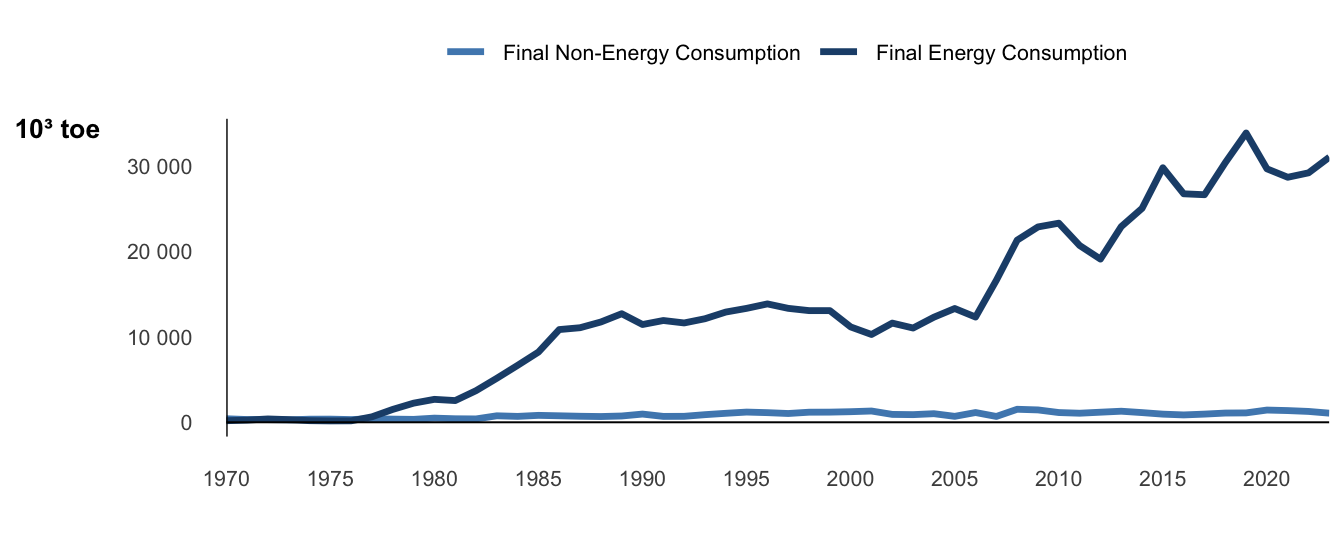 Final Non-Energy Consumption Final Energy Consumption
10³ toe
30 000
20 000
10 000
0
1970 1975 1980 1985 1990 1995 2000 2005 2010 2015 2020